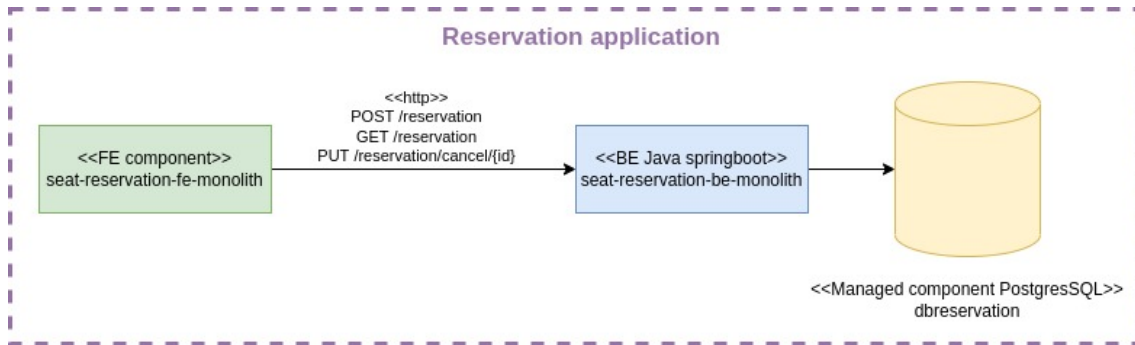 Reservation application
<<http>>
POST /reservation
GET /reservation
PUT /reservation/cancel/{id}
<<FE component>>
seat-reservation-fe-monolith
<<BE Java springboot>>
seat-reservation-be-monolith
<<Managed component PostgresSQL>>
dbreservation